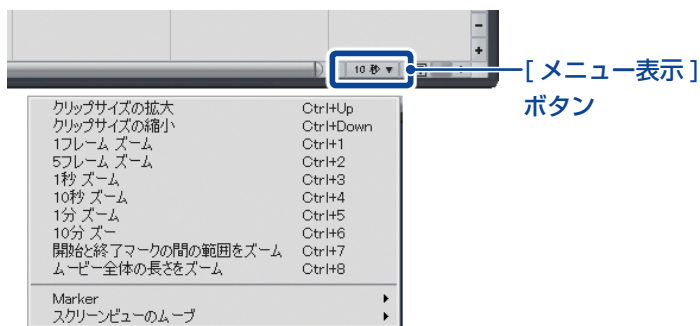 -
+
10 秒 ▼
[ メニュー表示 ]
ボタン
クリップサイズの拡大 Ctrl+Up
クリップサイズの縮小 Ctrl+Down
1フレーム ズーム Ctrl+1
5フレーム ズーム Ctrl+2
1秒 ズーム Ctrl+3
10秒 ズーム Ctrl+4
1分 ズーム Ctrl+5
10分 ズー Ctrl+6
開始と終了マークの間の範囲をズーム Ctrl+7
ムービー全体の長さをズーム Ctrl+8
Marker
スクリーンビューのムーブ